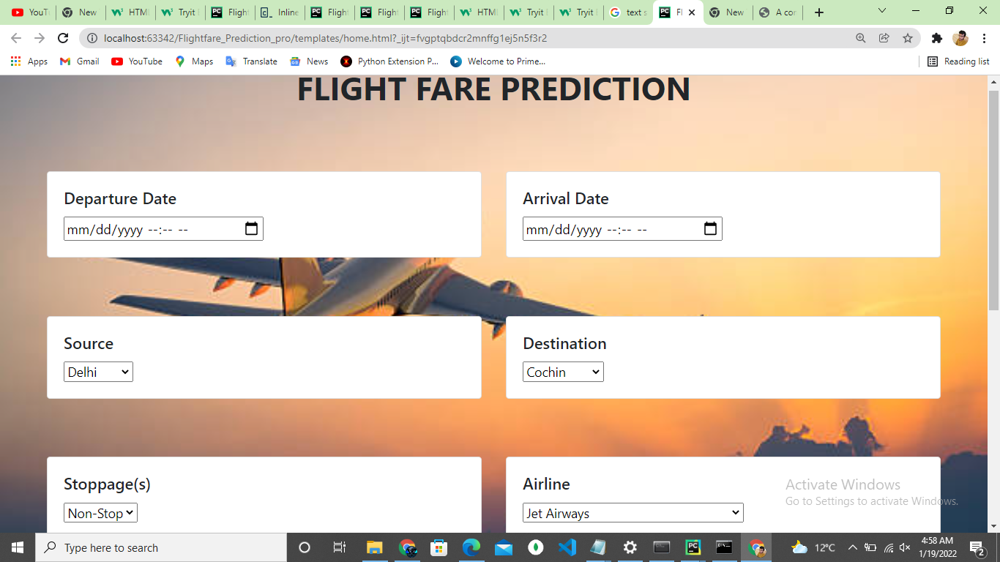 YouTu
New
HTML
Tryit
Flight
Inline
Flight
Flight
Flight
HTML
Tryit
Tryit
text s
Fl
New
A cor
localhost:63342/Flightfare_Prediction_pro/templates/home.html?_ijt=fvgptqbdcr2mnffg1ej5n5f3r2
Apps Gmail YouTube Maps Translate News Python Extension P... Welcome to Prime... Reading list
FLIGHT FARE PREDICTION
Departure Date
mm/dd/yyyy --:-- --
Arrival Date
mm/dd/yyyy --:-- --
Source
Delhi
Destination
Cochin
Stoppage(s)
Non-Stop
Airline
Jet Airways
Activate Windows
Go to Settings to activate Windows.
Type here to search
12°C
4:58 AM
1/19/2022
2